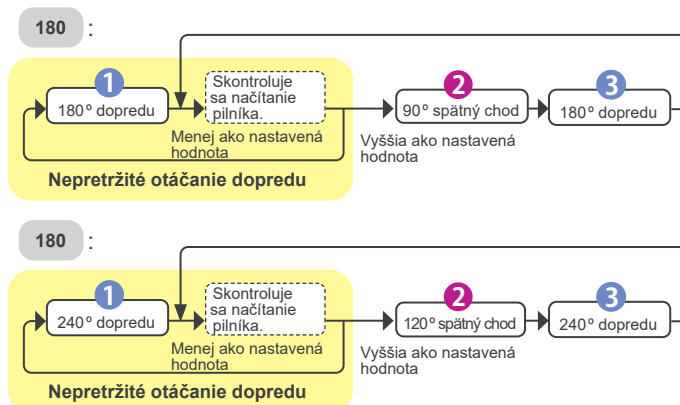 180 :
1
180° dopredu
Skontroluje
sa načítanie
pilníka.
Menej ako nastavená
hodnota
Nepretržité otáčanie dopredu
2
90° spätný chod
Vyššia ako nastavená
hodnota
3
180° dopredu
180 :
1
240° dopredu
Skontroluje
sa načítanie
pilníka.
Menej ako nastavená
hodnota
Nepretržité otáčanie dopredu
2
120° spätný chod
Vyššia ako nastavená
hodnota
3
240° dopredu